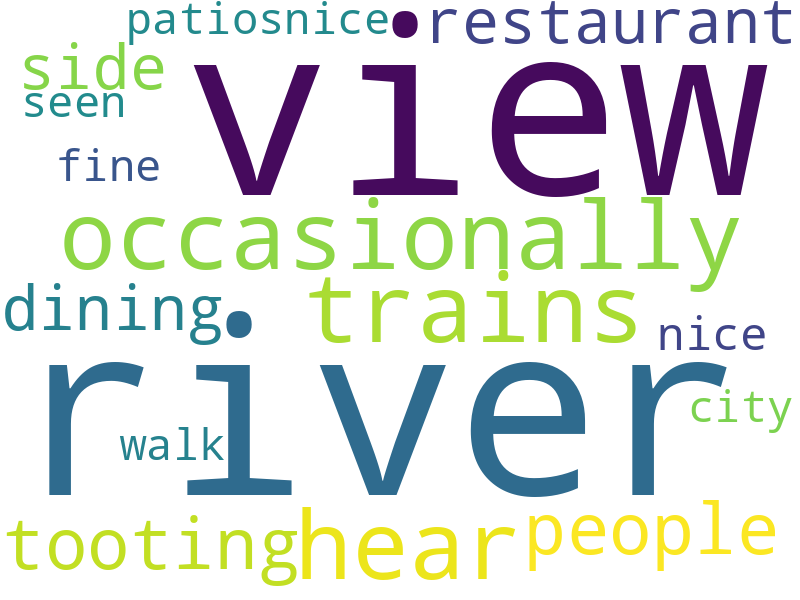 patiosnice restaurant
side view
seen
fine
occasionally
dining trains
nice
river
city
walk
tooting hear people